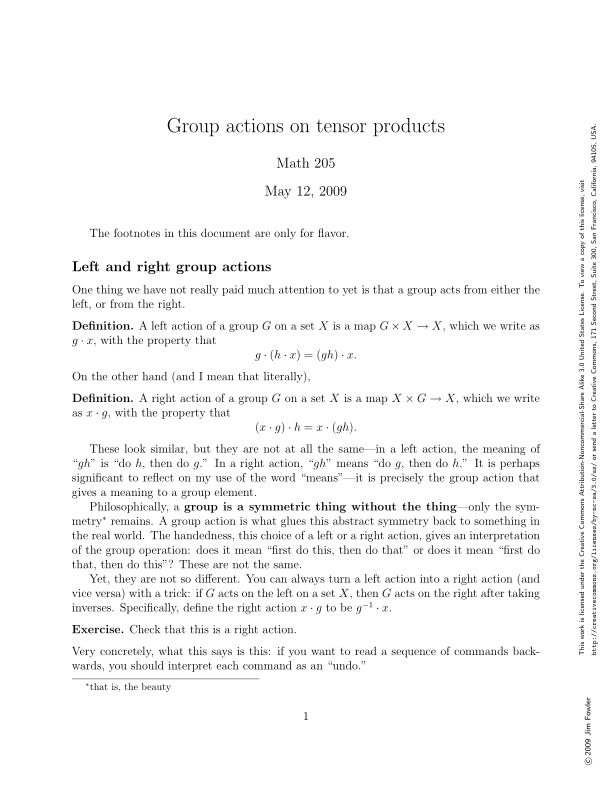 Group actions on tensor products
Math 205
May 12, 2009
The footnotes in this document are only for flavor.
Left and right group actions
One thing we have not really paid much attention to yet is that a group acts from either the
left, or from the right.
Definition. A left action of a group G on a set X is a map G × X → X, which we write as
g · x, with the property that
g · (h · x) = (gh) · x.
On the other hand (and I mean that literally),
Definition. A right action of a group G on a set X is a map X × G → X, which we write
as x · g, with the property that
(x · g) · h = x · (gh).
These look similar, but they are not at all the same—in a left action, the meaning of
“gh” is “do h, then do g.” In a right action, “gh” means “do g, then do h.” It is perhaps
significant to reflect on my use of the word “means”—it is precisely the group action that
gives a meaning to a group element.
Philosophically, a group is a symmetric thing without the thing—only the sym-
metry* remains. A group action is what glues this abstract symmetry back to something in
the real world. The handedness, this choice of a left or a right action, gives an interpretation
of the group operation: does it mean “first do this, then do that” or does it mean “first do
that, then do this”? These are not the same.
Yet, they are not so different. You can always turn a left action into a right action (and
vice versa) with a trick: if G acts on the left on a set X, then G acts on the right after taking
inverses. Specifically, define the right action x · g to be g⁻¹ · x.
Exercise. Check that this is a right action.
Very concretely, what this says is this: if you want to read a sequence of commands back-
wards, you should interpret each command as an “undo.”
*that is, the beauty
1
This work is licensed under the Creative Commons Attribution-Noncommercial-Share Alike 3.0 United States License. To view a copy of this license, visit
http://creativecommons.org/licenses/by-nc-sa/3.0/us/ or send a letter to Creative Commons, 171 Second Street, Suite 300, San Francisco, California, 94105, USA.
© 2009 Jim Fowler